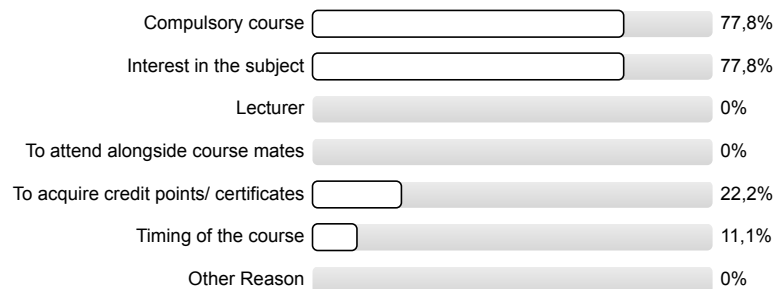 Compulsory course 77,8%
Interest in the subject 77,8%
Lecturer 0%
To attend alongside course mates 0%
To acquire credit points/ certificates 22,2%
Timing of the course 11,1%
Other Reason 0%